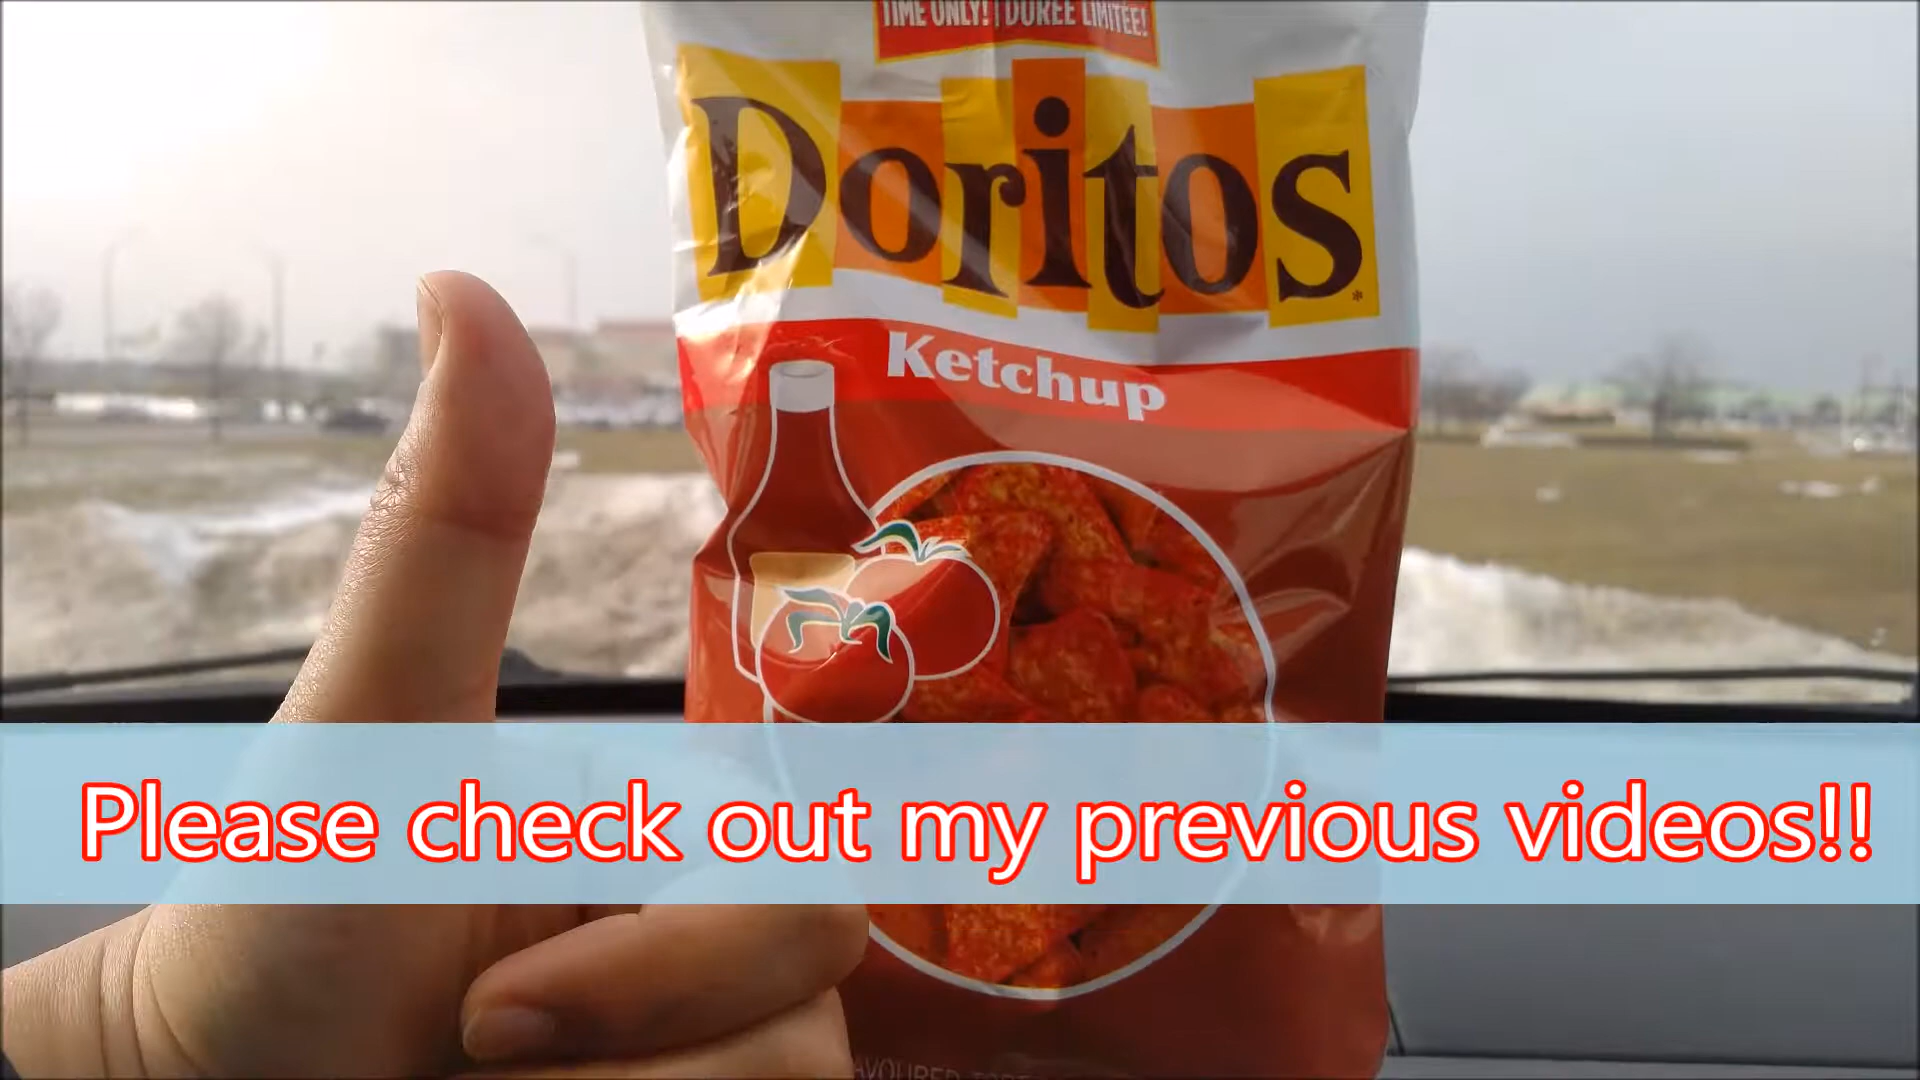 TIME ONLY! | DURÉE LIMITÉE!
Doritos
Ketchup
Please check out my previous videos!!